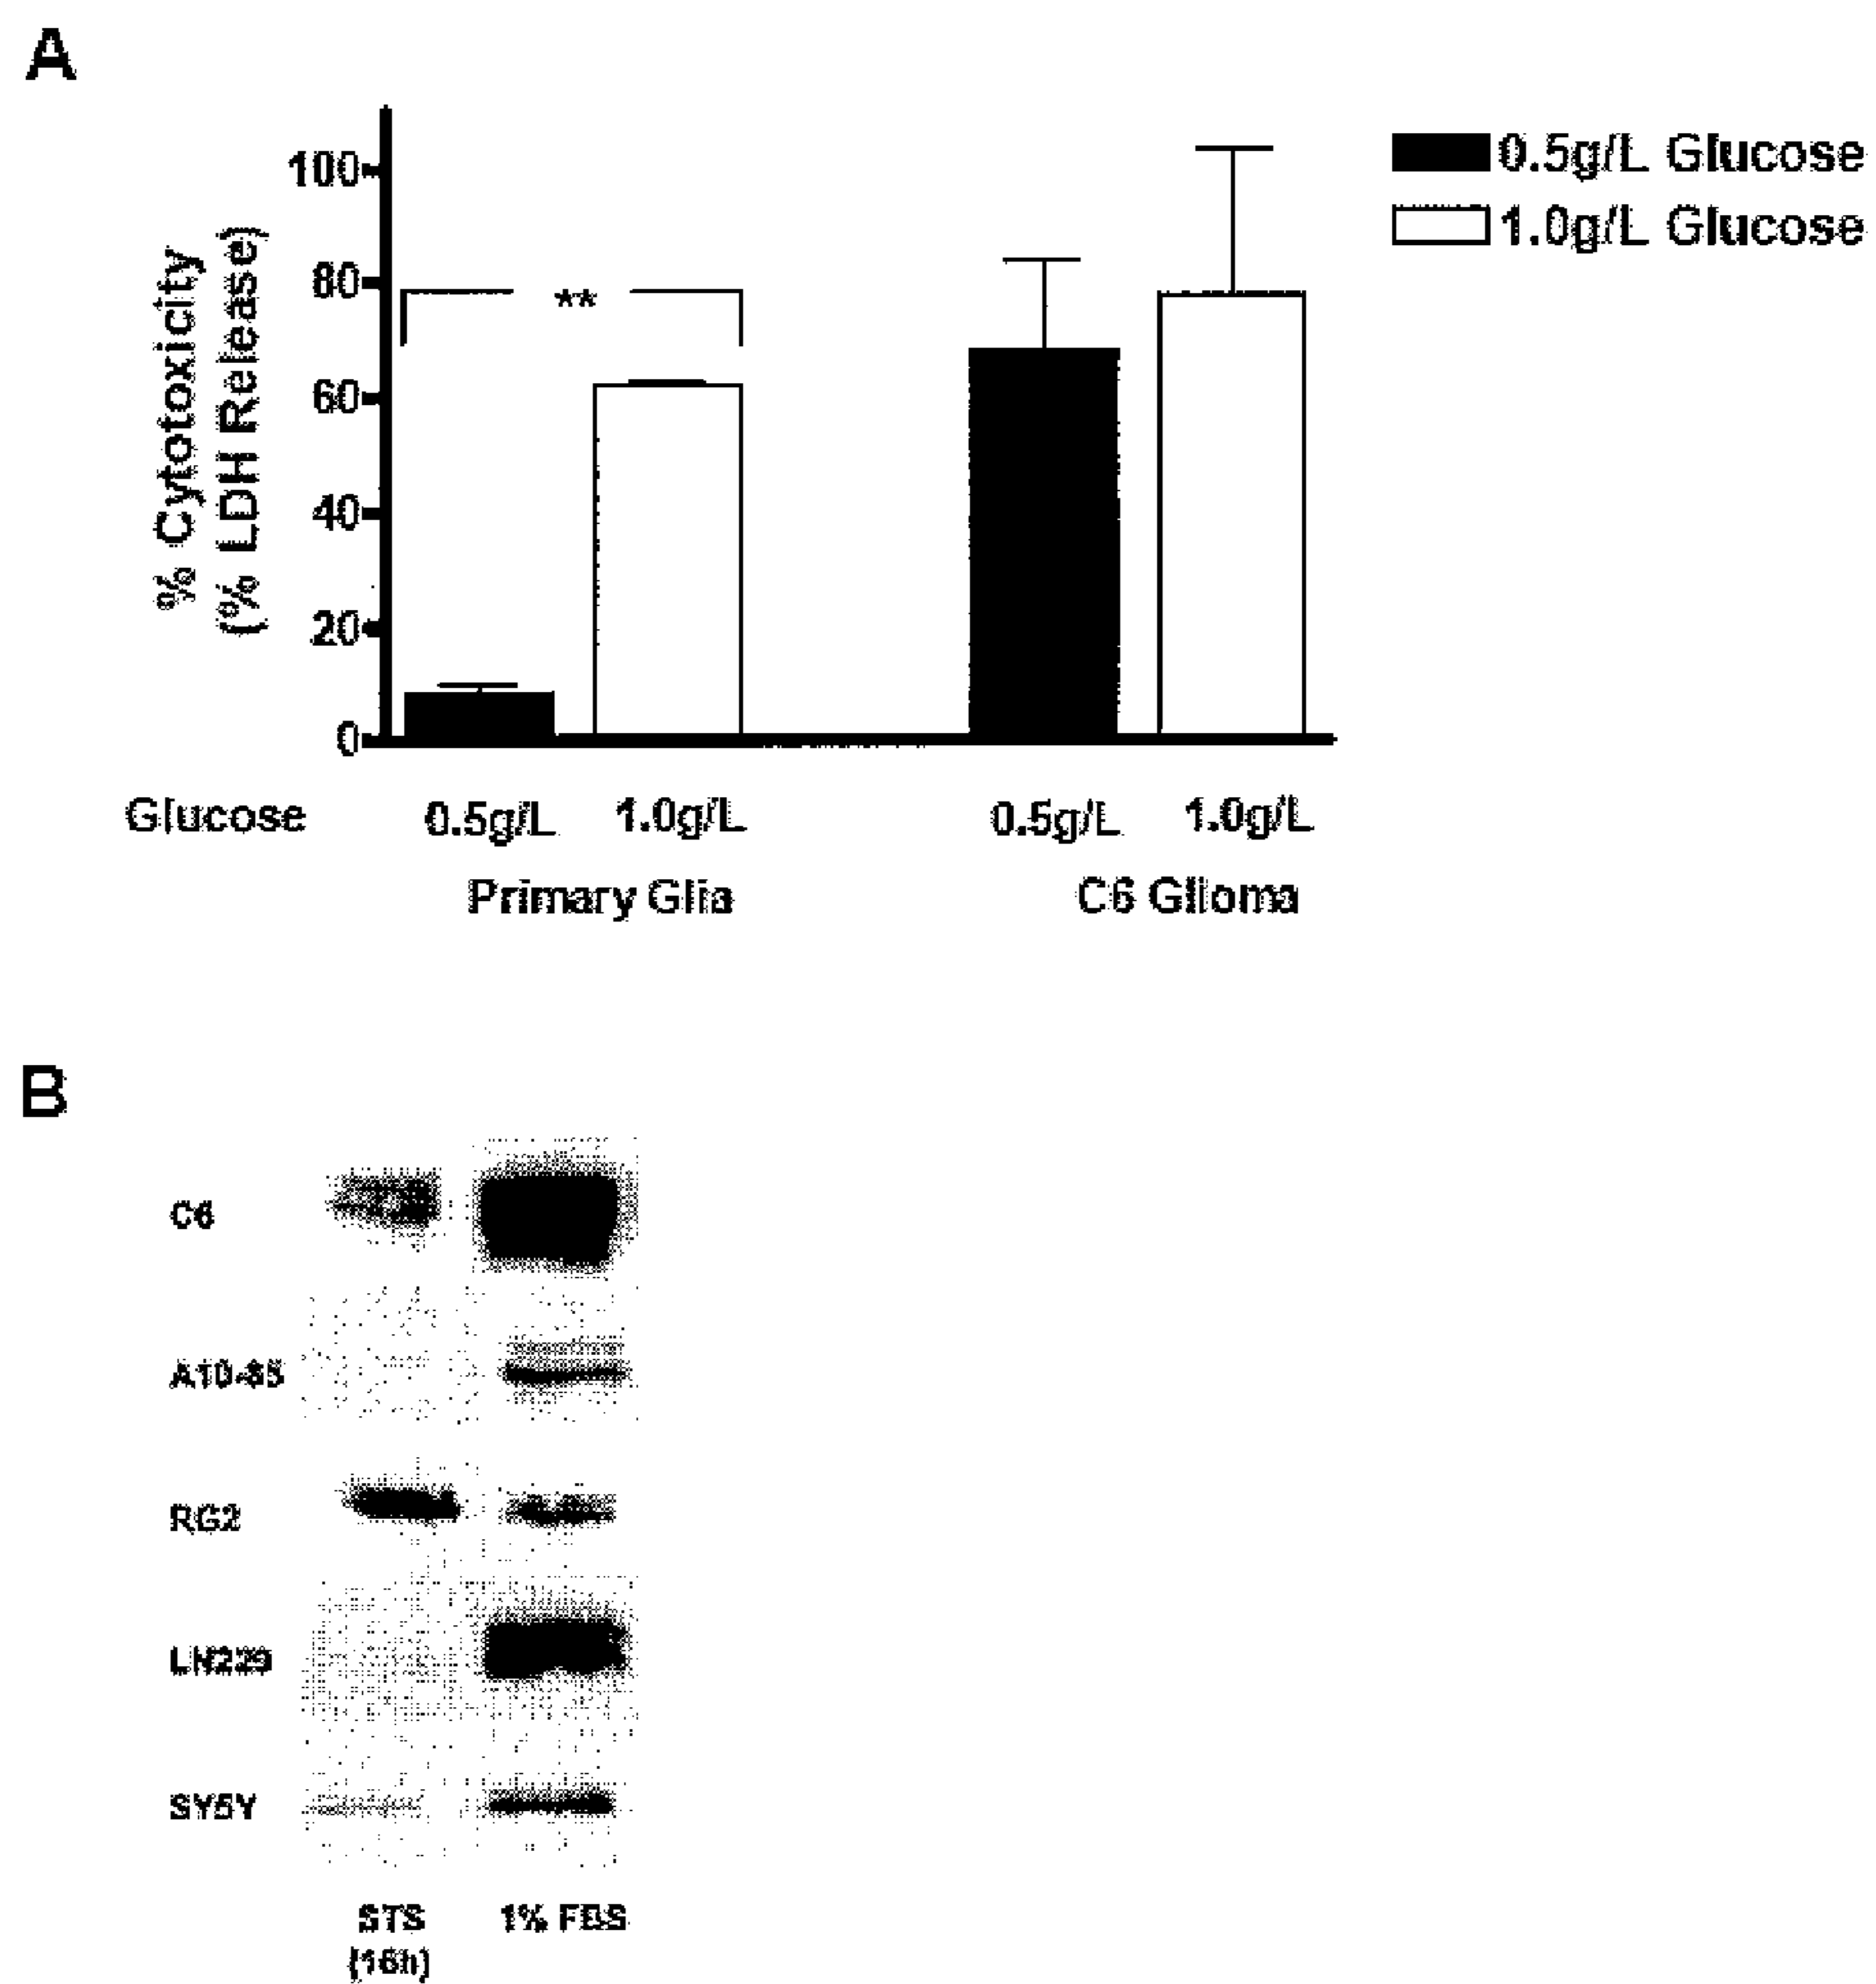 A
% Cytotoxicity
(% LDH Release)
100
80
60
40
20
0
**
0.5g/L Glucose
1.0g/L Glucose
Glucose 0.5g/L 1.0g/L 0.5g/L 1.0g/L
Primary Glia C6 Glioma
B
C6
A10-85
RG2
LN229
SY5Y
STS 1% FBS
(16h)